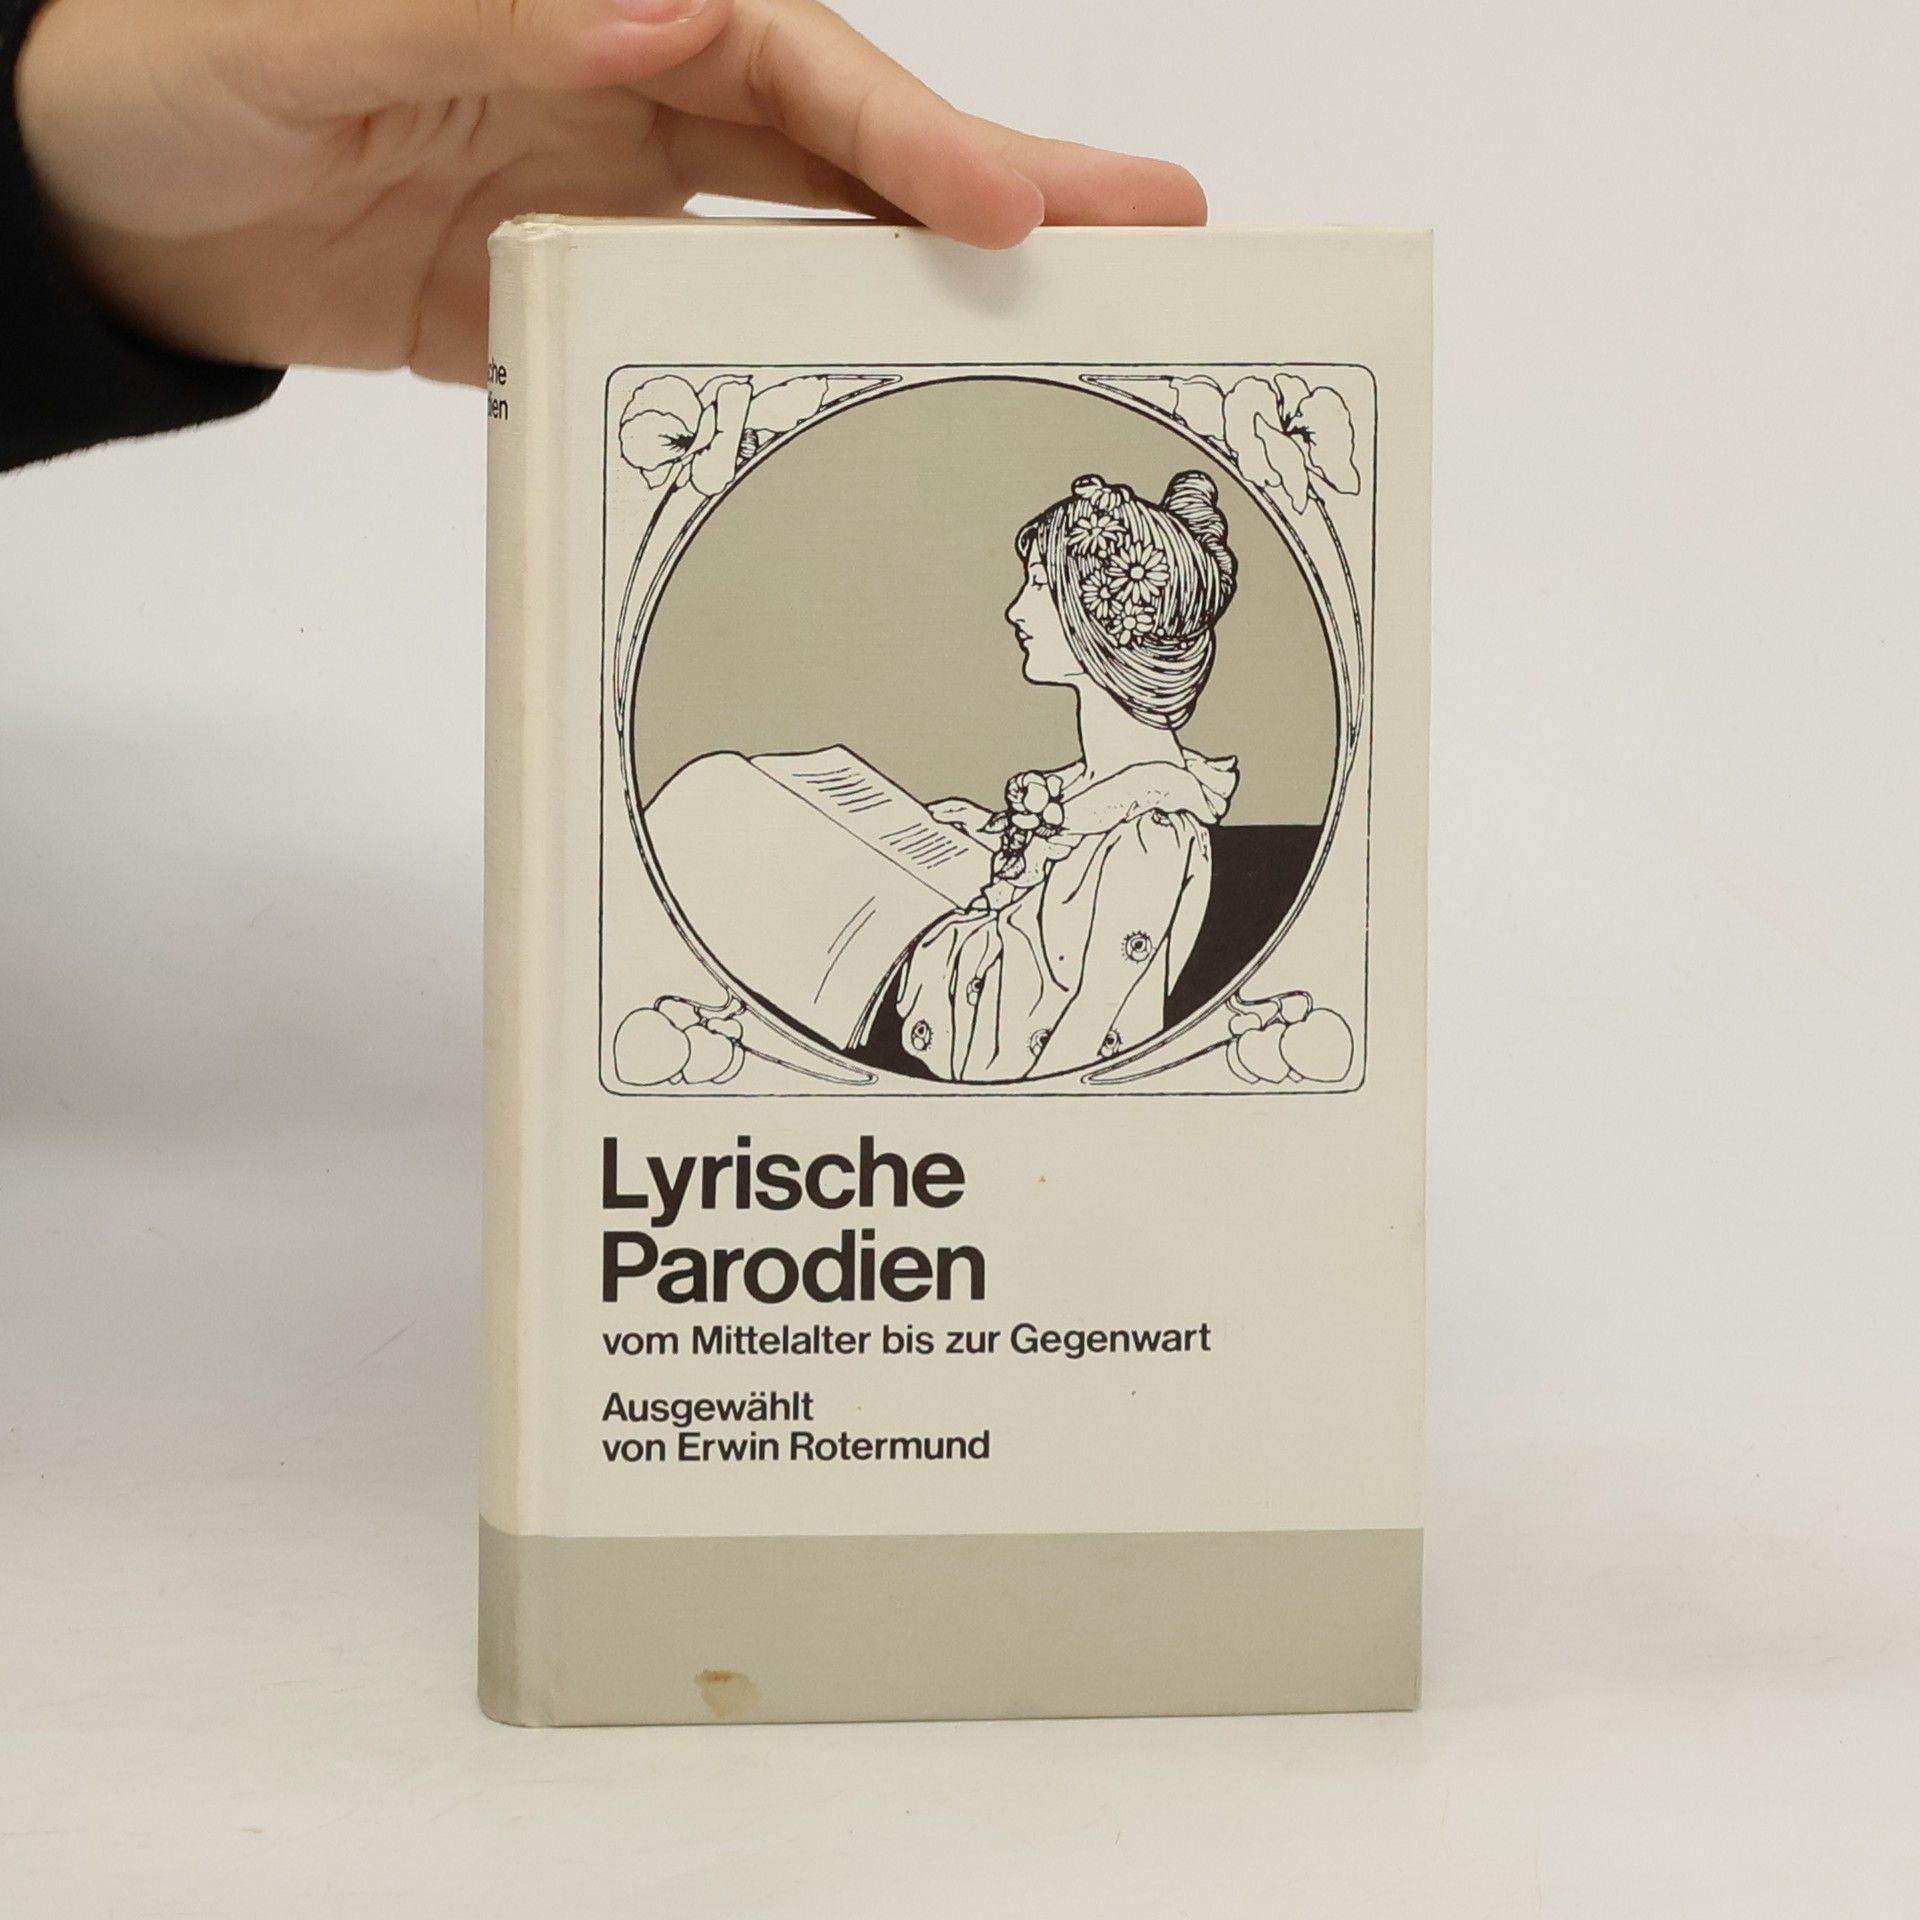 Lyrische
Parodien
vom Mittelalter bis zur Gegenwart
Ausgewählt
von Erwin Rotermund